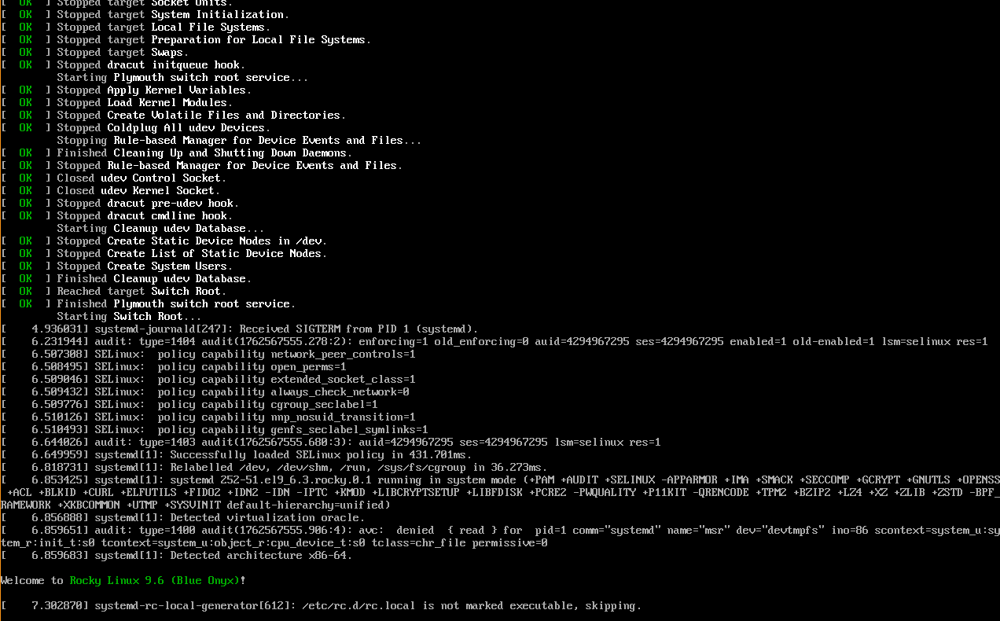 [  OK  ] Stopped target Socket Units.
[  OK  ] Stopped target System Initialization.
[  OK  ] Stopped target Local File Systems.
[  OK  ] Stopped target Preparation for Local File Systems.
[  OK  ] Stopped target Swaps.
[  OK  ] Stopped dracut initqueue hook.
         Starting Plymouth switch root service...
[  OK  ] Stopped Apply Kernel Variables.
[  OK  ] Stopped Load Kernel Modules.
[  OK  ] Stopped Create Volatile Files and Directories.
[  OK  ] Stopped Coldplug All udev Devices.
         Stopping Rule-based Manager for Device Events and Files...
[  OK  ] Finished Cleaning Up and Shutting Down Daemons.
[  OK  ] Stopped Rule-based Manager for Device Events and Files.
[  OK  ] Closed udev Control Socket.
[  OK  ] Closed udev Kernel Socket.
[  OK  ] Stopped dracut pre-udev hook.
[  OK  ] Stopped dracut cmdline hook.
         Starting Cleanup udev Database...
[  OK  ] Stopped Create Static Device Nodes in /dev.
[  OK  ] Stopped Create List of Static Device Nodes.
[  OK  ] Stopped Create System Users.
[  OK  ] Finished Cleanup udev Database.
[  OK  ] Reached target Switch Root.
[  OK  ] Finished Plymouth switch root service.
         Starting Switch Root...
[    4.936031] systemd-journald[247]: Received SIGTERM from PID 1 (systemd).
[    6.231944] audit: type=1404 audit(1762567555.278:2): enforcing=1 old_enforcing=0 auid=4294967295 ses=4294967295 enabled=1 old-enabled=1 lsm=selinux res=1
[    6.507308] SELinux:  policy capability network_peer_controls=1
[    6.508495] SELinux:  policy capability open_perms=1
[    6.509046] SELinux:  policy capability extended_socket_class=1
[    6.509432] SELinux:  policy capability always_check_network=0
[    6.509776] SELinux:  policy capability cgroup_seclabel=1
[    6.510126] SELinux:  policy capability nnp_nosuid_transition=1
[    6.510493] SELinux:  policy capability genfs_seclabel_symlinks=1
[    6.644026] audit: type=1403 audit(1762567555.680:3): auid=4294967295 ses=4294967295 lsm=selinux res=1
[    6.649959] systemd[1]: Successfully loaded SELinux policy in 431.701ms.
[    6.818731] systemd[1]: Relabelled /dev, /dev/shm, /run, /sys/fs/cgroup in 36.273ms.
[    6.853425] systemd[1]: systemd 252-51.el9_6.3.rocky.0.1 running in system mode (+PAM +AUDIT +SELINUX -APPARMOR +IMA +SMACK +SECCOMP +GCRYPT +GNUTLS +OPENSS
 +ACL +BLKID +CURL +ELFUTILS +FIDO2 +IDN2 -IDN -IPTC +KMOD +LIBCRYPTSETUP +LIBFDISK +PCRE2 -PWQUALITY +P11KIT -QRENCODE +TPM2 +BZIP2 +LZ4 +XZ +ZLIB +ZSTD -BPF_
RAMEWORK +XKBCOMMON +UTMP +SYSVINIT default-hierarchy=unified)
[    6.856888] systemd[1]: Detected virtualization oracle.
[    6.859651] audit: type=1400 audit(1762567555.906:4): avc:  denied  { read } for  pid=1 comm="systemd" name="msr" dev="devtmpfs" ino=86 scontext=system_u:sy
tem_r:init_t:s0 tcontext=system_u:object_r:cpu_device_t:s0 tclass=chr_file permissive=0
[    6.859683] systemd[1]: Detected architecture x86-64.
Welcome to Rocky Linux 9.6 (Blue Onyx)!
[    7.302870] systemd-rc-local-generator[612]: /etc/rc.d/rc.local is not marked executable, skipping.